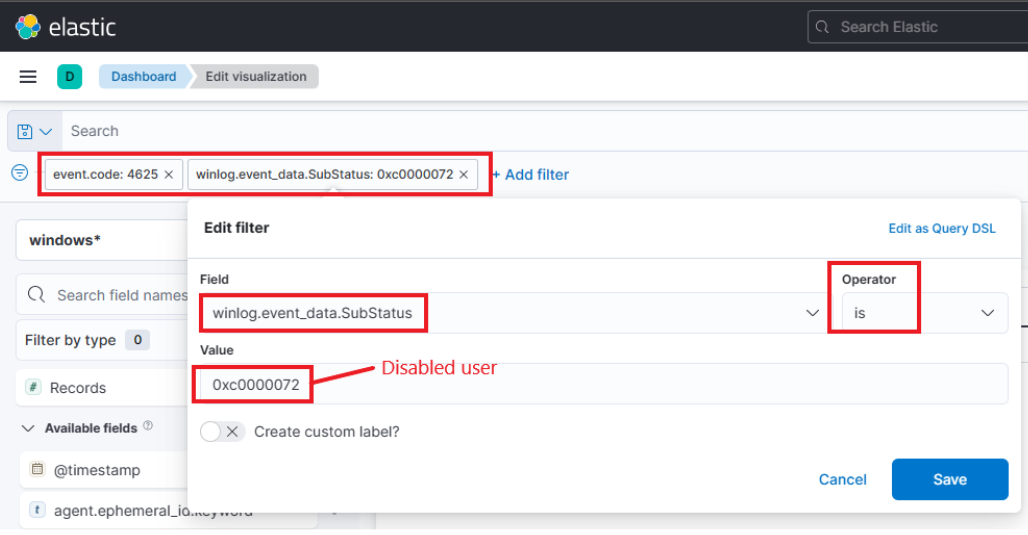 elastic
Search Elastic
D
Dashboard
Edit visualization
Search
event.code: 4625 ×
winlog.event_data.SubStatus: 0xc0000072 ×
+ Add filter
Edit filter
Edit as Query DSL
windows*
Field
Operator
Search field names
winlog.event_data.SubStatus
is
Filter by type 0
Value
Disabled user
0xc0000072
# Records
Create custom label?
Available fields ?
@timestamp
Cancel
Save
t agent.ephemeral_id.keyword